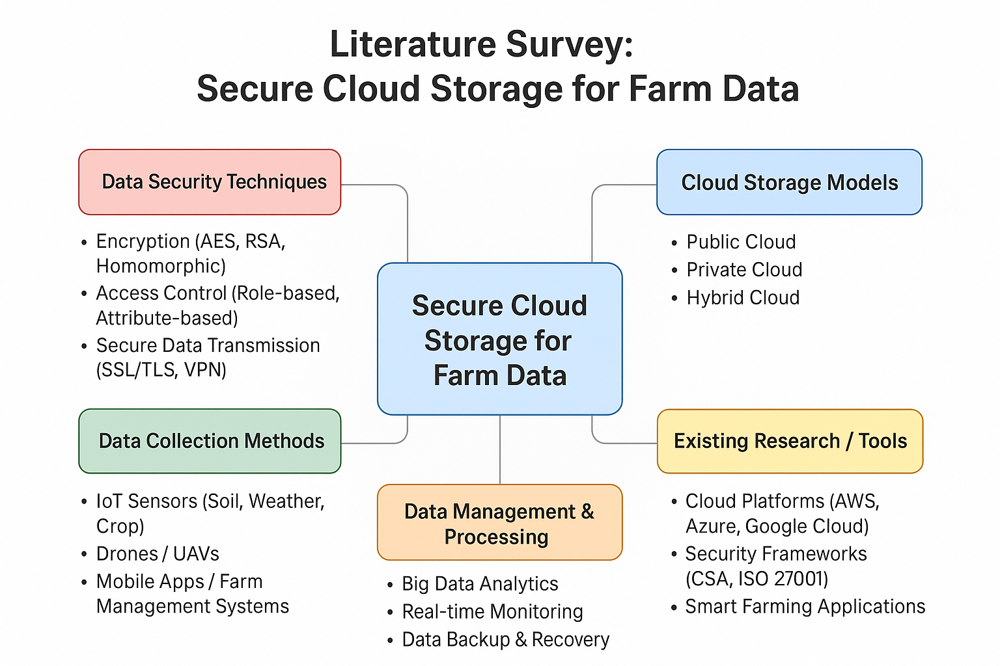 Literature Survey:
Secure Cloud Storage for Farm Data
Data Security Techniques
• Encryption (AES, RSA,
Homomorphic)
• Access Control (Role-based,
Attribute-based)
• Secure Data Transmission
(SSL/TLS, VPN)
Cloud Storage Models
• Public Cloud
• Private Cloud
• Hybrid Cloud
Secure Cloud
Storage for
Farm Data
Data Collection Methods
• IoT Sensors (Soil, Weather,
Crop)
• Drones / UAVs
• Mobile Apps / Farm
Management Systems
Data Management &
Processing
• Big Data Analytics
• Real-time Monitoring
• Data Backup & Recovery
Existing Research / Tools
• Cloud Platforms (AWS,
Azure, Google Cloud)
• Security Frameworks
(CSA, ISO 27001)
• Smart Farming Applications